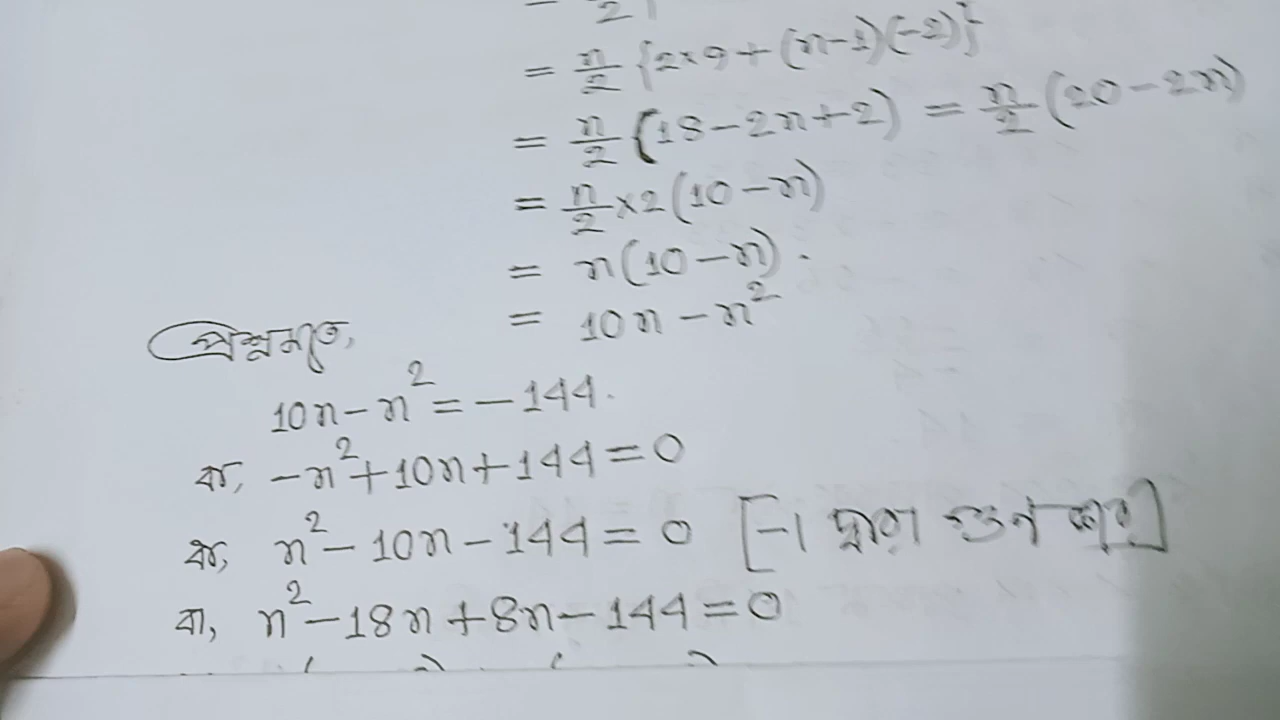 = n/2 {2×9+(n-1)(-2)}
= n/2 (18-2n+2) = n/2 (20-2n)
= n/2 ×2(10-n)
= n(10-n).
= 10n-n²
প্রশ্নমতে,
10n-n²=-144.
বা, -n²+10n+144=0
বা, n²-10n-144=0 [-1 দ্বারা গুণ করে]
বা, n²-18n+8n-144=0